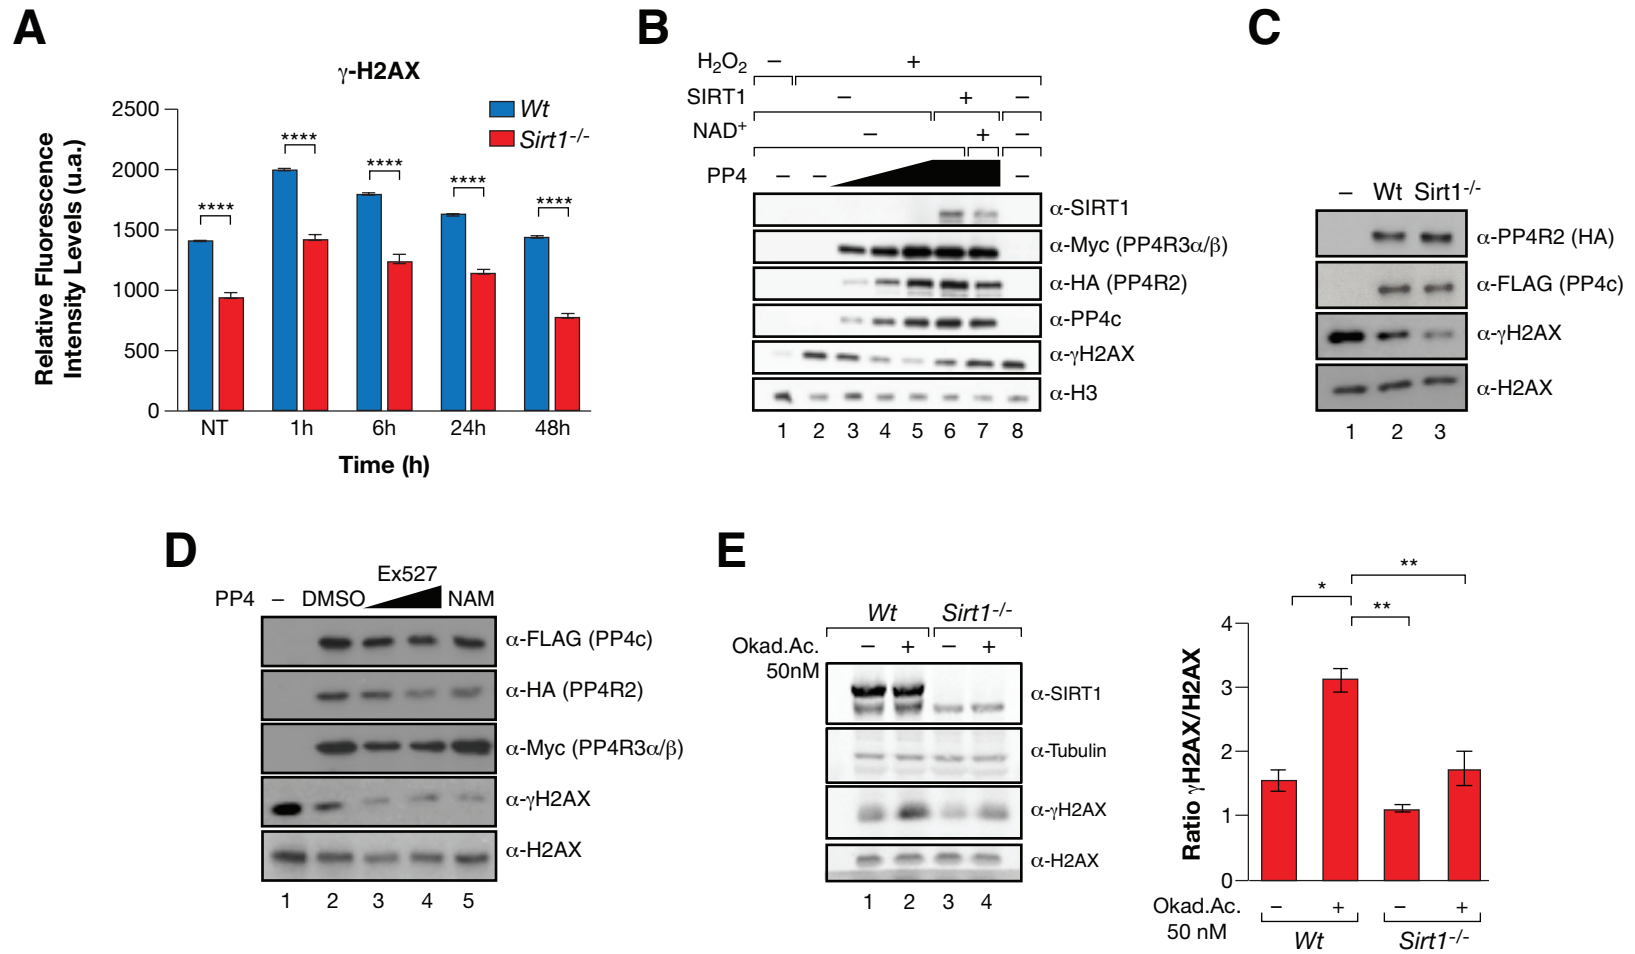 A
γ-H2AX
Relative Fluorescence
Intensity Levels (u.a.)
2500
2000
1500
1000
500
0
Wt
Sirt1-/-
****
****
****
****
****
NT 1h 6h 24h 48h
Time (h)
B
H2O2 – +
SIRT1 – + –
NAD+ – + –
PP4 – – –
α-SIRT1
α-Myc (PP4R3α/β)
α-HA (PP4R2)
α-PP4c
α-γH2AX
α-H3
1 2 3 4 5 6 7 8
C
– Wt Sirt1-/-
α-PP4R2 (HA)
α-FLAG (PP4c)
α-γH2AX
α-H2AX
1 2 3
D
Ex527
PP4 – DMSO NAM
α-FLAG (PP4c)
α-HA (PP4R2)
α-Myc (PP4R3α/β)
α-γH2AX
α-H2AX
1 2 3 4 5
E
Wt Sirt1-/-
Okad.Ac. – + – +
50nM
α-SIRT1
α-Tubulin
α-γH2AX
α-H2AX
1 2 3 4
Ratio γH2AX/H2AX
4
3
2
1
0
**
*
**
Okad.Ac. – + – +
50 nM
Wt Sirt1-/-